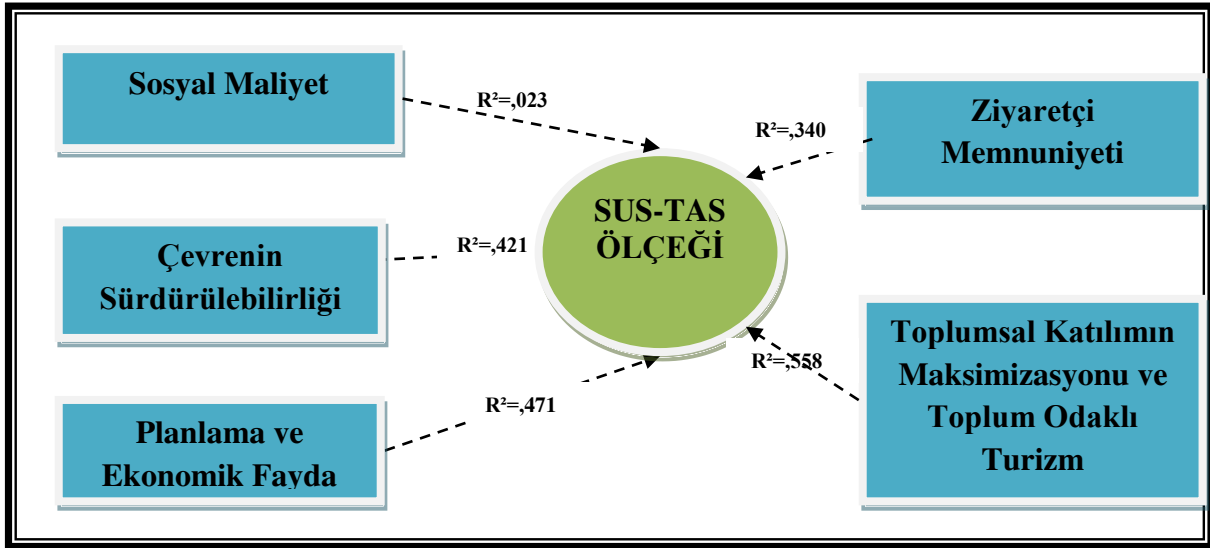 Sosyal Maliyet
R²=,023
Ziyaretçi
Memnuniyeti
R²=,340
SUS-TAS
ÖLÇEĞİ
Çevrenin
Sürdürülebilirliği
R²=,421
Toplumsal Katılımın
Maksimizasyonu ve
Toplum Odaklı
Turizm
R²=,558
Planlama ve
Ekonomik Fayda
R²=,471